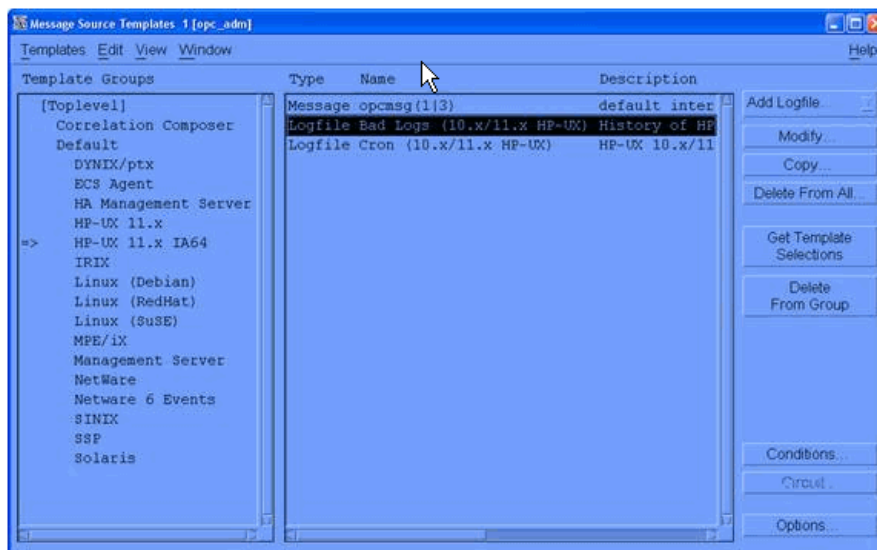 Message Source Templates 1 [opc_adm]
Templates Edit View Window Help
Template Groups
[Toplevel]
Correlation Composer
Default
DYNIX/ptx
ECS Agent
HA Management Server
HP-UX 11.x
=> HP-UX 11.x IA64
IRIX
Linux (Debian)
Linux (RedHat)
Linux (SuSE)
MPE/iX
Management Server
NetWare
Netware 6 Events
SINIX
SSP
Solaris
Type Name Description
Message opcmsg(1|3) default inter
Logfile Bad Logs (10.x/11.x HP-UX) History of HP
Logfile Cron (10.x/11.x HP-UX) HP-UX 10.x/11
Add Logfile...
Modify...
Copy...
Delete From All...
Get Template
Selections
Delete
From Group
Conditions...
Circuit...
Options...